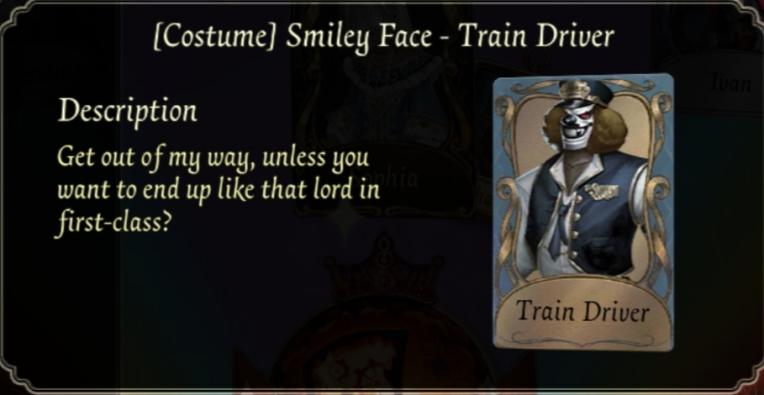 [Costume] Smiley Face - Train Driver
Description
Get out of my way, unless you
want to end up like that lord in
first-class?
Train Driver
Ivan